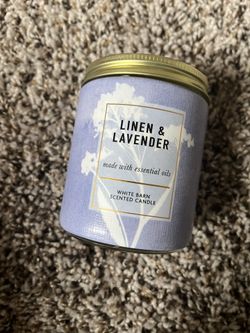 LINEN &
LAVENDER
made with essential oils
WHITE BARN
SCENTED CANDLE